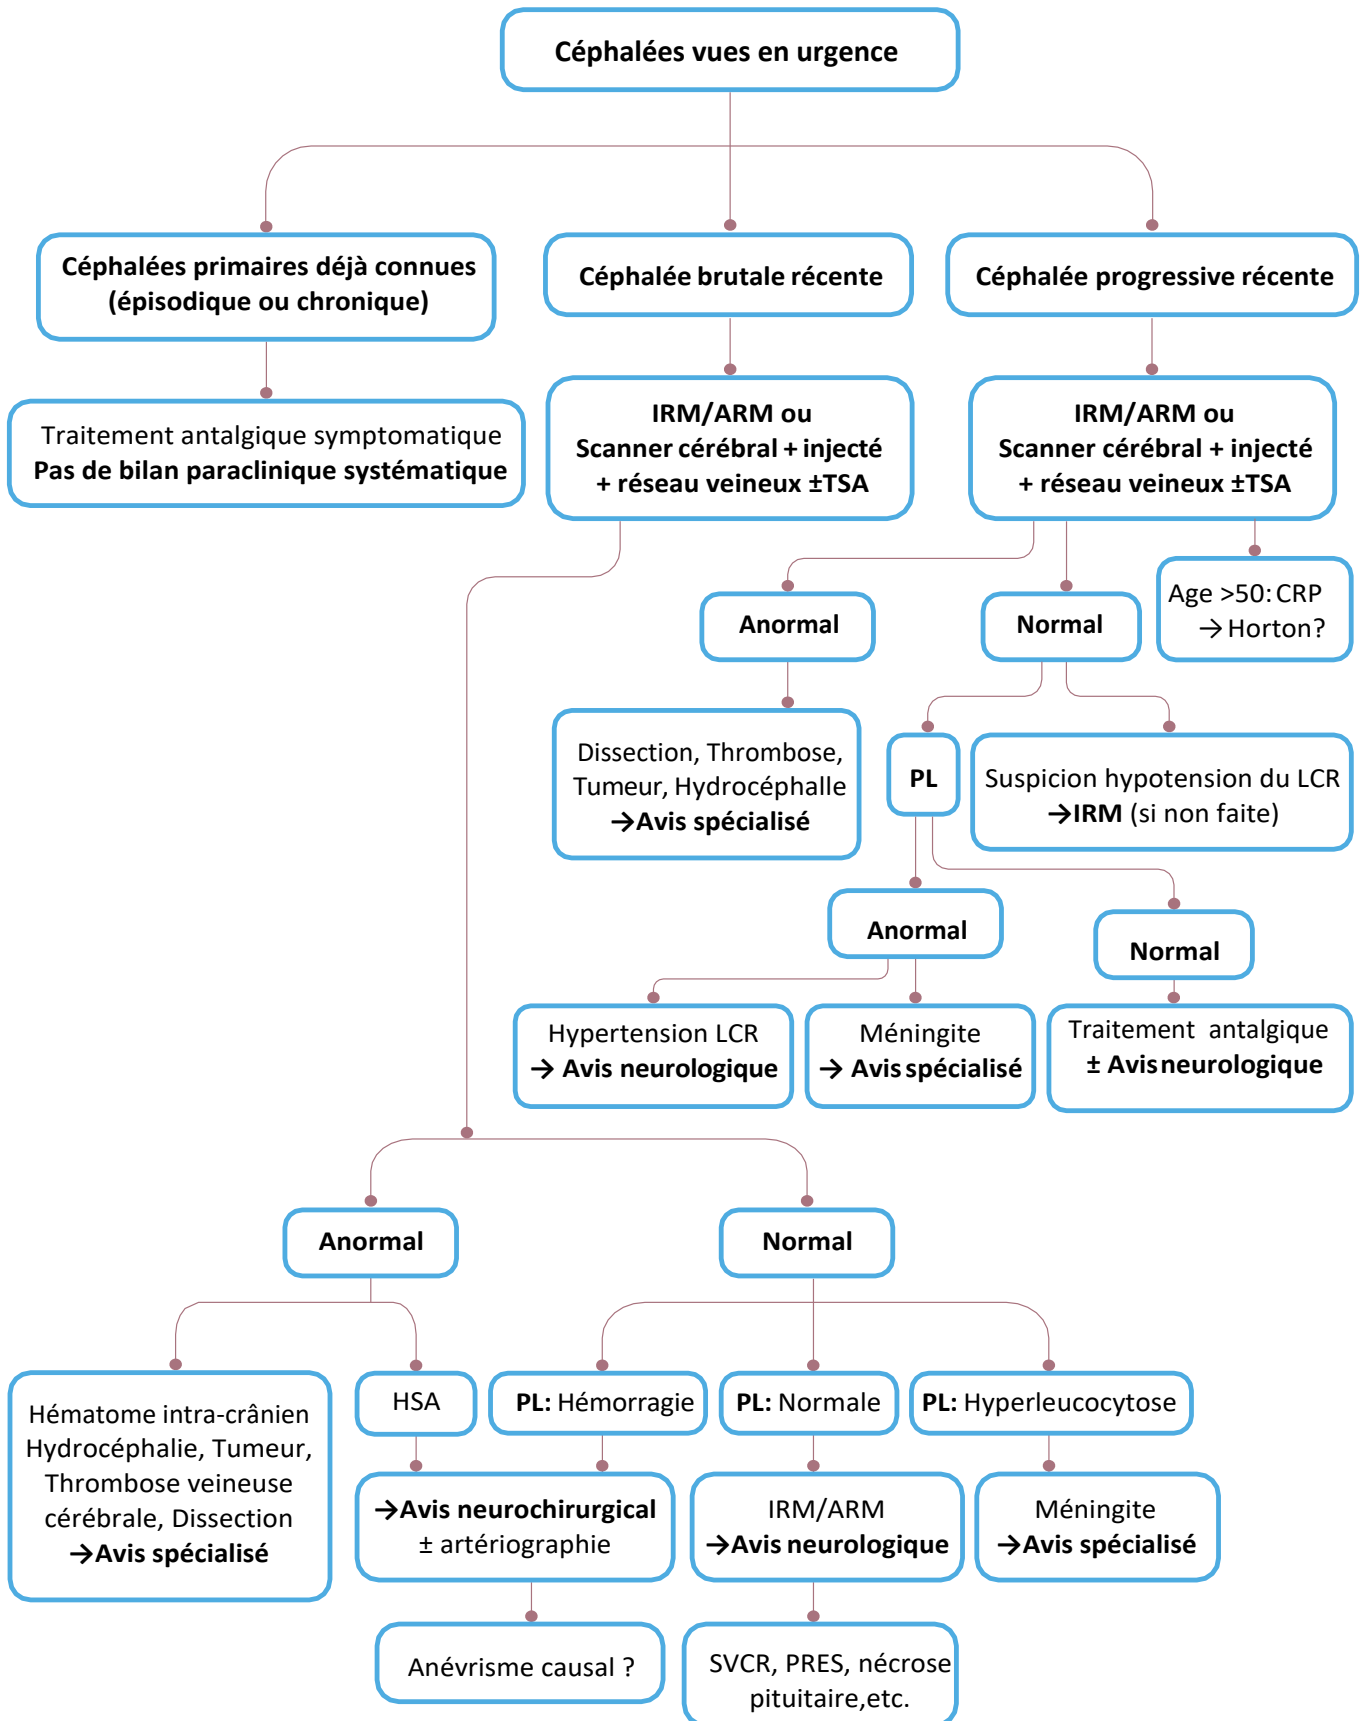 Céphalées vues en urgence
Céphalées primaires déjà connues
(épisodique ou chronique)
Céphalée brutale récente
Céphalée progressive récente
Traitement antalgique symptomatique
Pas de bilan paraclinique systématique
IRM/ARM ou
Scanner cérébral + injecté
+ réseau veineux ±TSA
IRM/ARM ou
Scanner cérébral + injecté
+ réseau veineux ±TSA
Anormal
Normal
Age >50: CRP
→ Horton?
Dissection, Thrombose,
Tumeur, Hydrocéphalle
→Avis spécialisé
PL
Suspicion hypotension du LCR
→IRM (si non faite)
Anormal
Normal
Hypertension LCR
→ Avis neurologique
Méningite
→ Avis spécialisé
Traitement antalgique
± Avis neurologique
Anormal
Normal
Hématome intra-crânien
Hydrocéphalie, Tumeur,
Thrombose veineuse
cérébrale, Dissection
→Avis spécialisé
HSA
PL: Hémorragie
PL: Normale
PL: Hyperleucocytose
→Avis neurochirurgical
± artériographie
IRM/ARM
→Avis neurologique
Méningite
→Avis spécialisé
Anévrisme causal ?
SVCR, PRES, nécrose
pituitaire,etc.